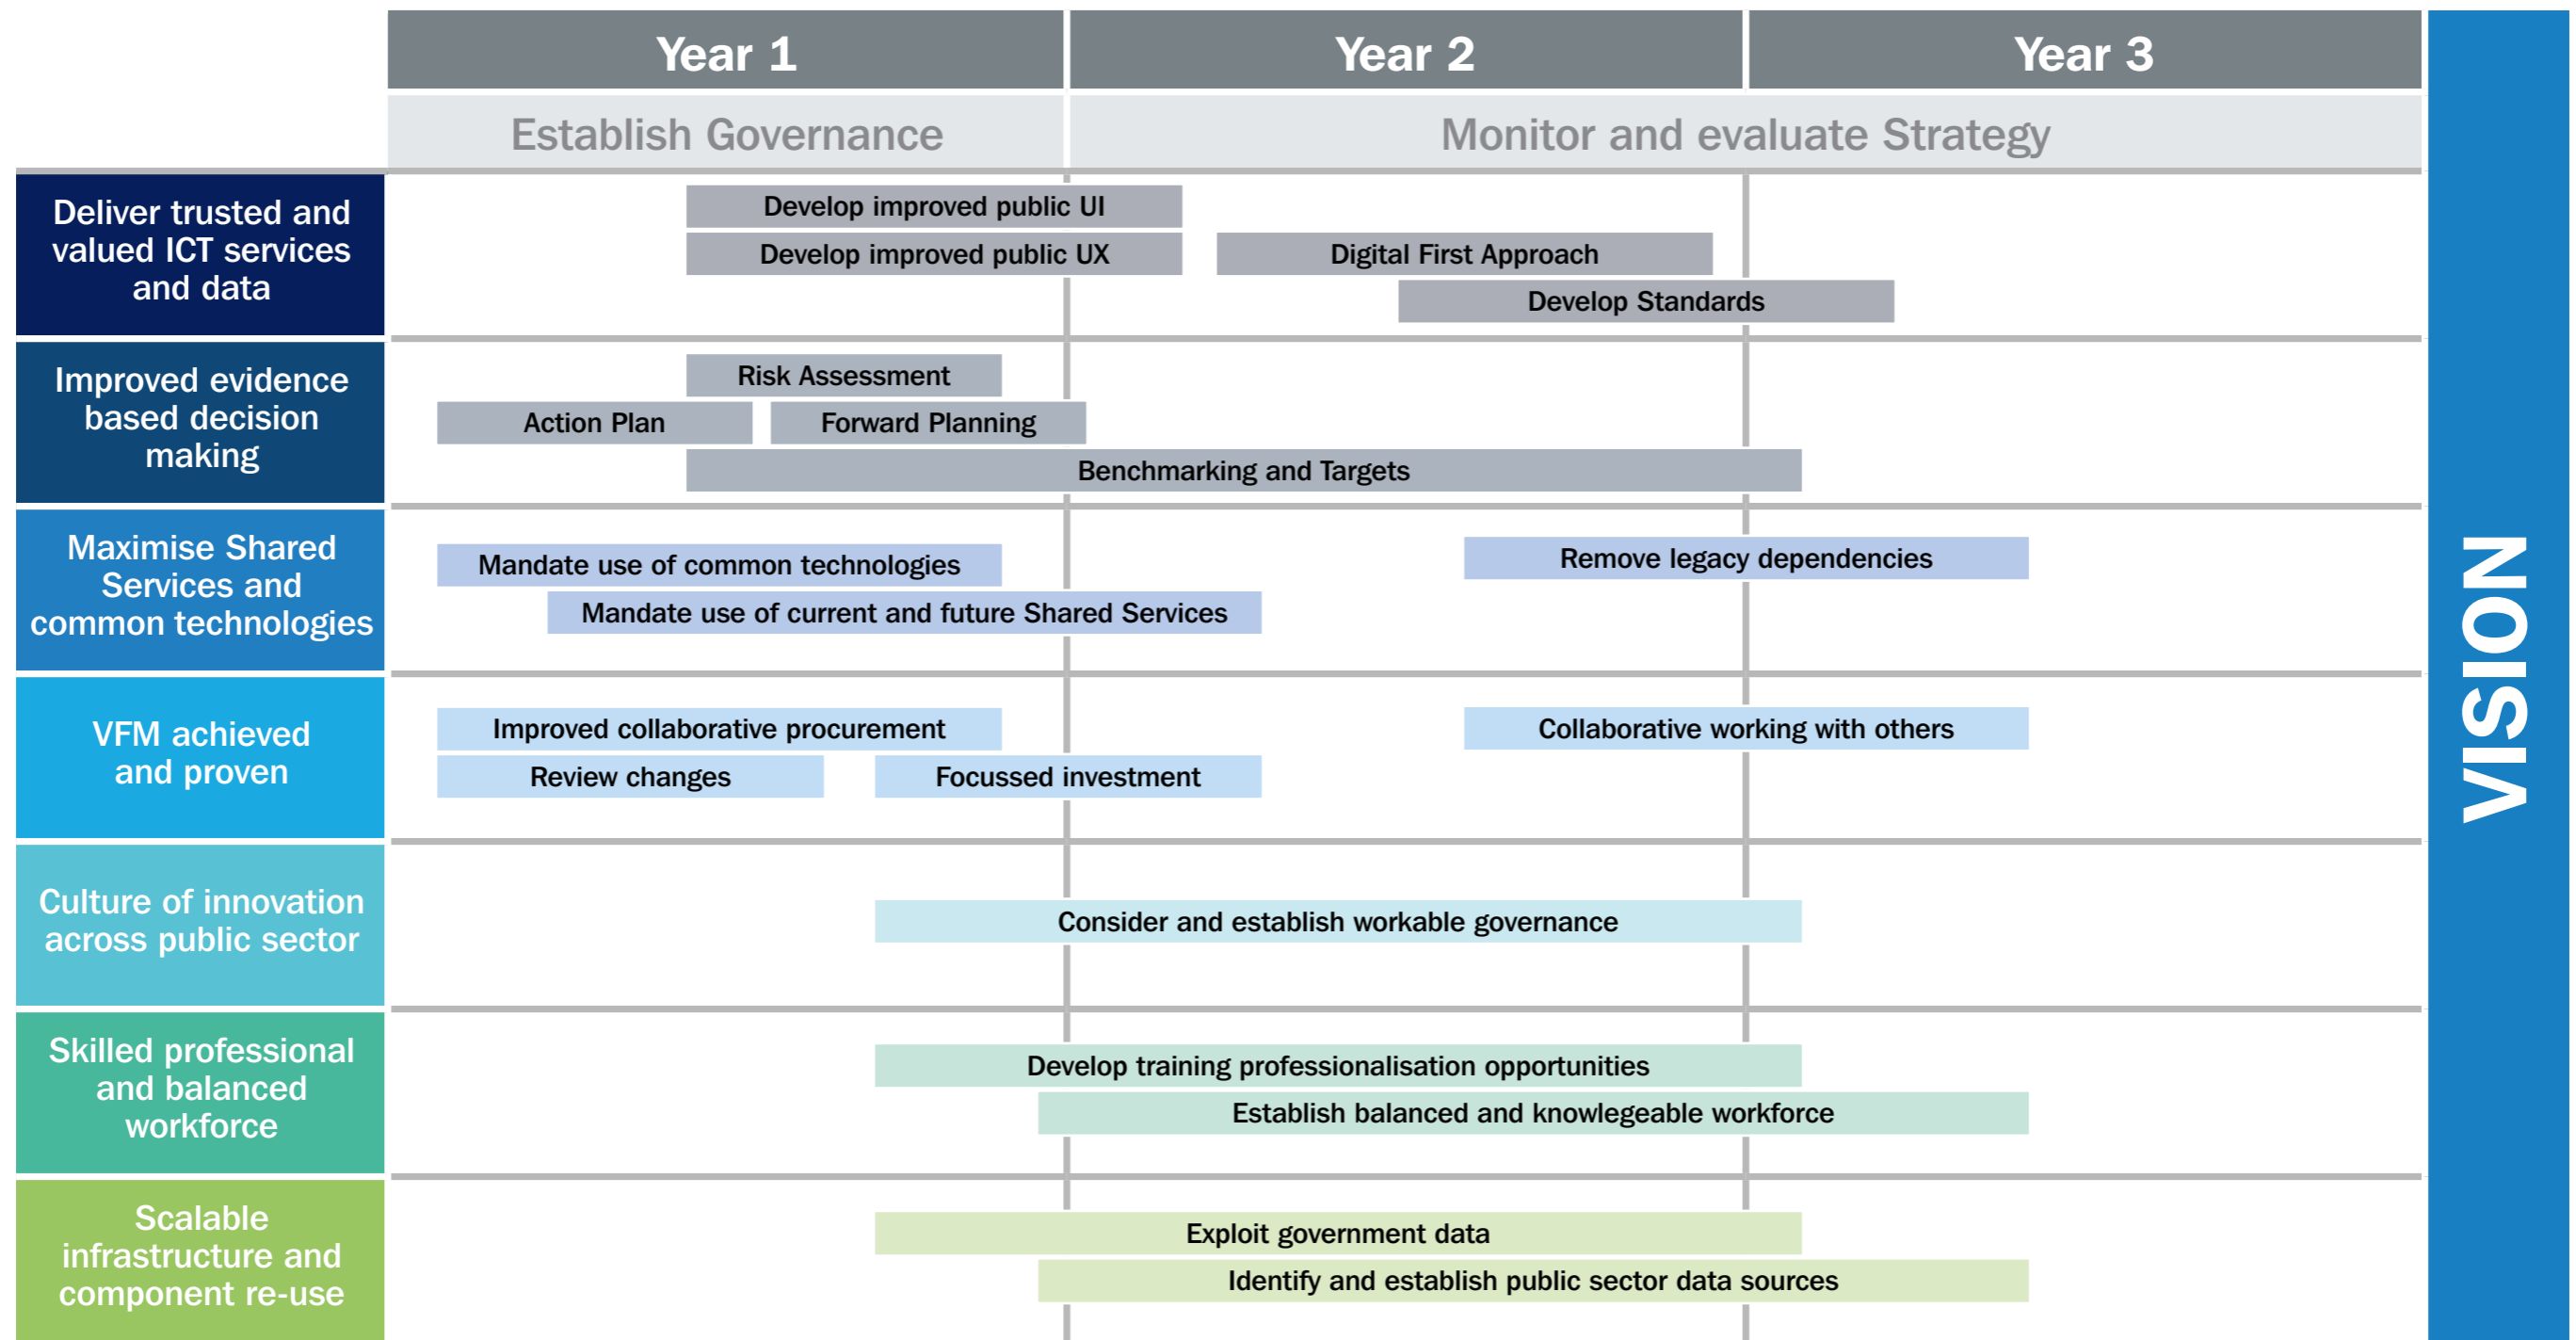 Year 1
Year 2
Year 3
Establish Governance
Monitor and evaluate Strategy
Deliver trusted and
valued ICT services
and data
Develop improved public UI
Develop improved public UX
Digital First Approach
Develop Standards
Improved evidence
based decision
making
Risk Assessment
Action Plan
Forward Planning
Benchmarking and Targets
Maximise Shared
Services and
common technologies
Mandate use of common technologies
Remove legacy dependencies
Mandate use of current and future Shared Services
VFM achieved
and proven
Improved collaborative procurement
Collaborative working with others
Review changes
Focussed investment
Culture of innovation
across public sector
Consider and establish workable governance
Skilled professional
and balanced
workforce
Develop training professionalisation opportunities
Establish balanced and knowlegeable workforce
Scalable
infrastructure and
component re-use
Exploit government data
Identify and establish public sector data sources
VISION